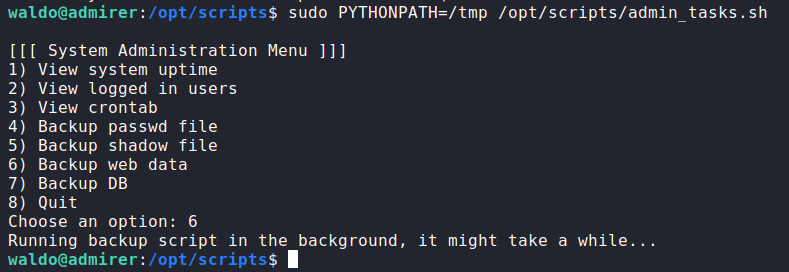 waldo@admirer:/opt/scripts$ sudo PYTHONPATH=/tmp /opt/scripts/admin_tasks.sh
[[[ System Administration Menu ]]]
1) View system uptime
2) View logged in users
3) View crontab
4) Backup passwd file
5) Backup shadow file
6) Backup web data
7) Backup DB
8) Quit
Choose an option: 6
Running backup script in the background, it might take a while...
waldo@admirer:/opt/scripts$